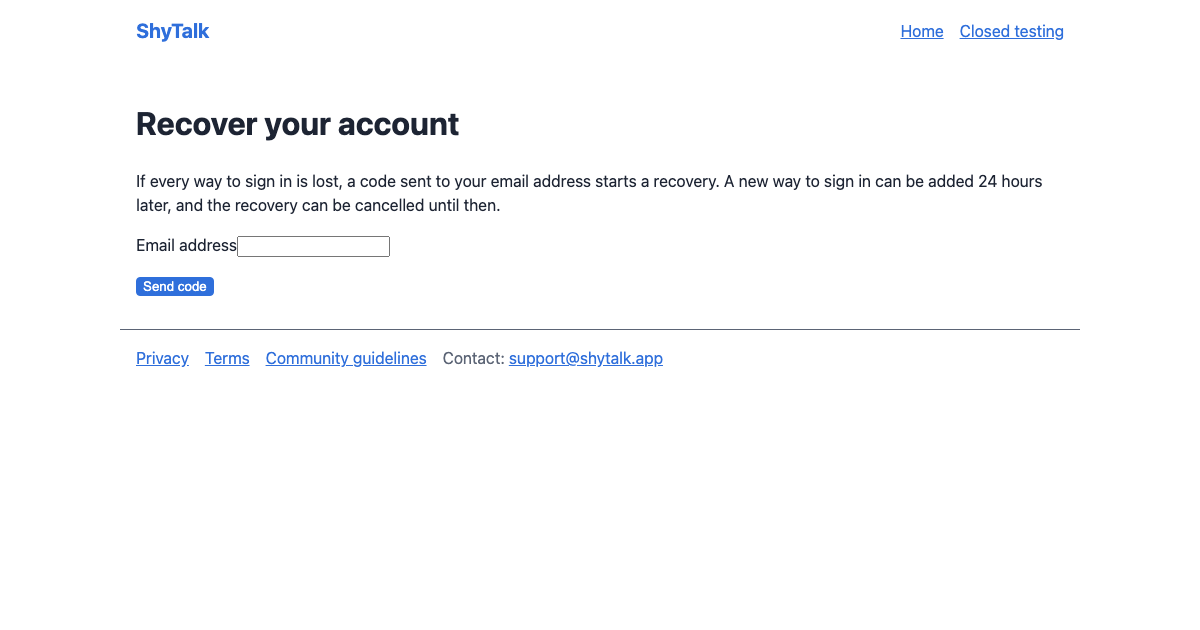 ShyTalk
Home Closed testing
Recover your account
If every way to sign in is lost, a code sent to your email address starts a recovery. A new way to sign in can be added 24 hours
later, and the recovery can be cancelled until then.
Email address
Send code
Privacy Terms Community guidelines Contact: support@shytalk.app